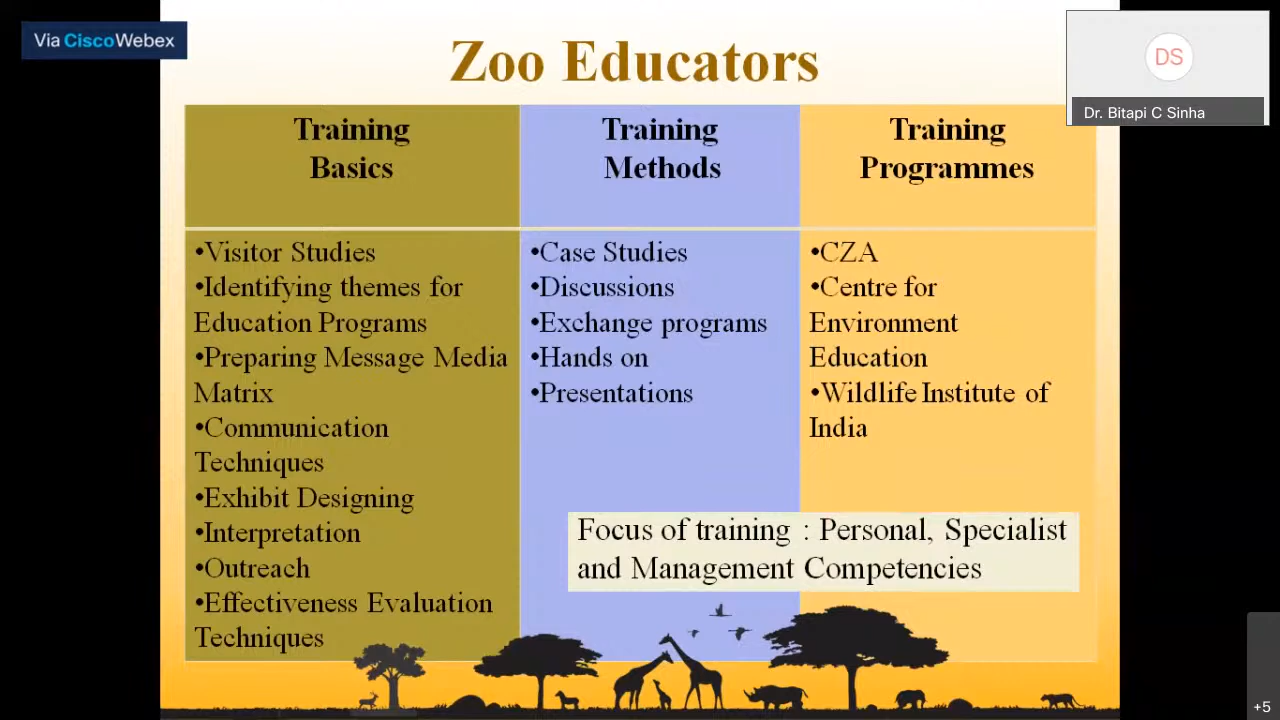 Via CiscoWebex
Zoo Educators
DS
Dr. Bitapi C Sinha
Training
Basics
Training
Methods
Training
Programmes
•Visitor Studies
•Identifying themes for
Education Programs
•Preparing Message Media
Matrix
•Communication
Techniques
•Exhibit Designing
•Interpretation
•Outreach
•Effectiveness Evaluation
Techniques
•Case Studies
•Discussions
•Exchange programs
•Hands on
•Presentations
•CZA
•Centre for
Environment
Education
•Wildlife Institute of
India
Focus of training : Personal, Specialist
and Management Competencies
+5